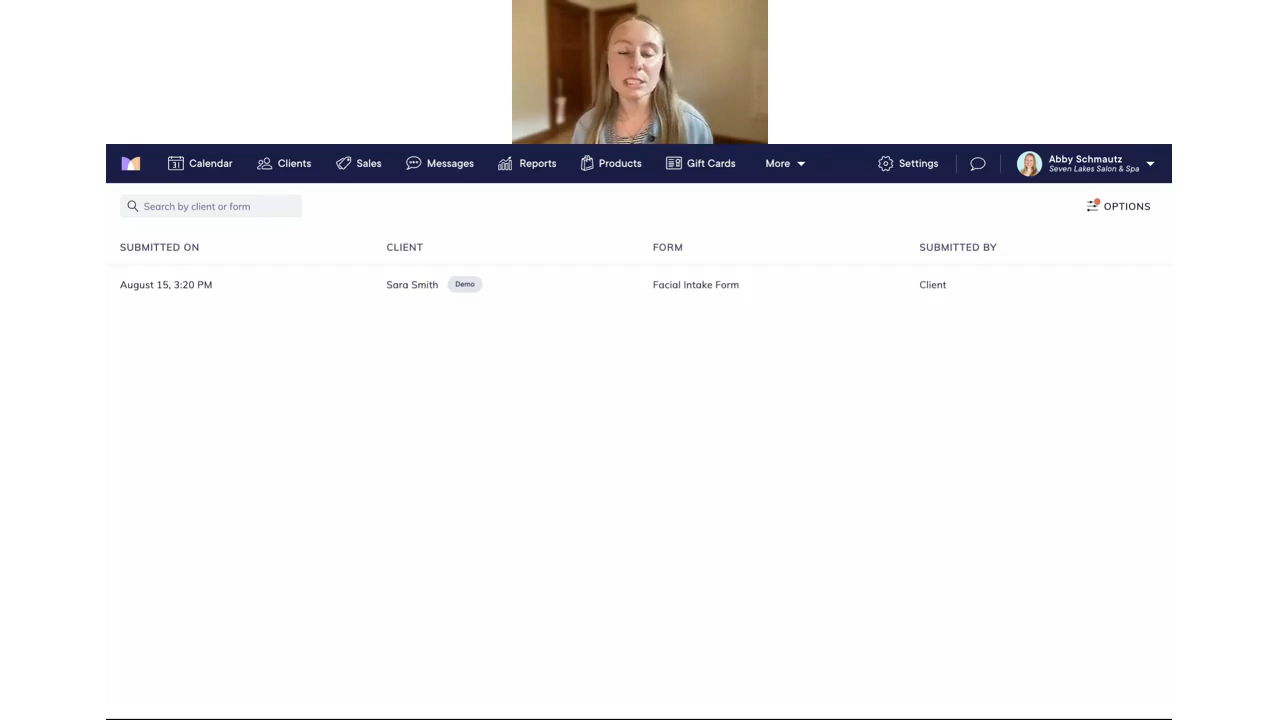 31 Calendar Clients Sales Messages Reports Products Gift Cards More Settings Abby Schmautz
Seven Lakes Salon & Spa
Search by client or form OPTIONS
SUBMITTED ON CLIENT FORM SUBMITTED BY
August 15, 3:20 PM Sara Smith Demo Facial Intake Form Client